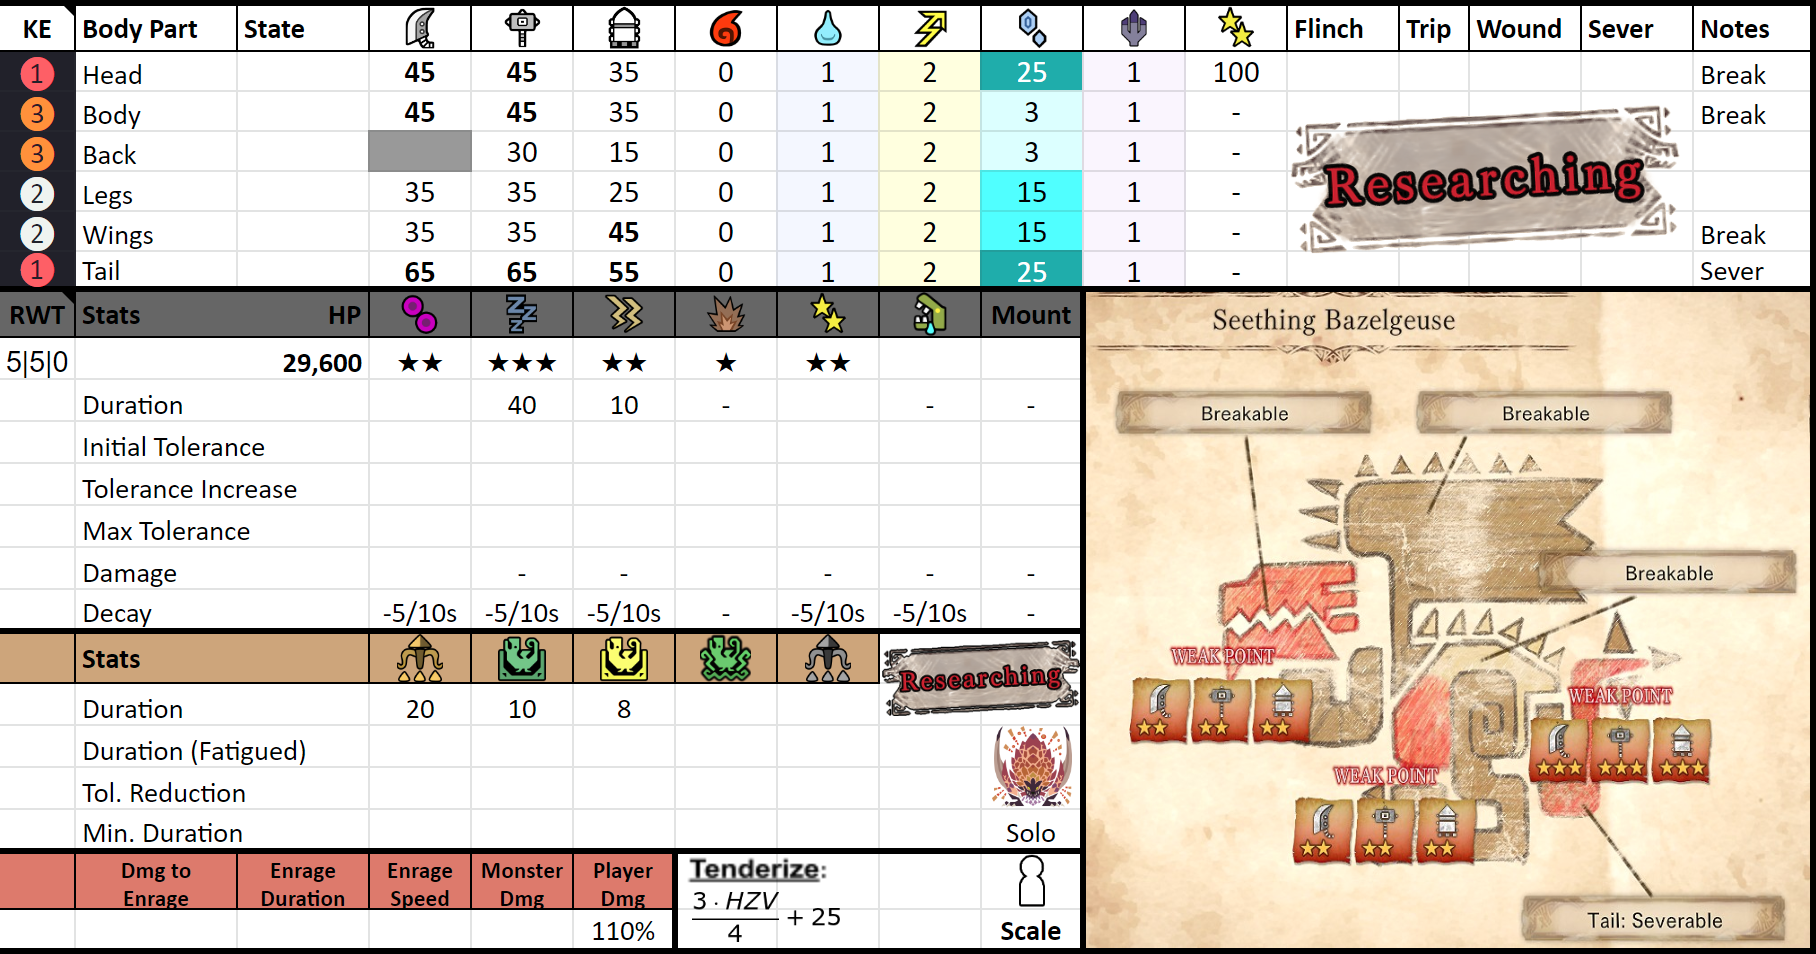 KE Body Part State Flinch Trip Wound Sever Notes
1 Head 45 45 35 0 1 2 25 1 100 Break
3 Body 45 45 35 0 1 2 3 1 - Break
3 Back 30 15 0 1 2 3 1 -
2 Legs 35 35 25 0 1 2 15 1 -
2 Wings 35 35 45 0 1 2 15 1 - Break
1 Tail 65 65 55 0 1 2 25 1 - Sever
Researching
RWT Stats HP Mount
5|5|0 29,600 ★★ ★★★ ★★ ★ ★★
Duration 40 10 - - -
Initial Tolerance
Tolerance Increase
Max Tolerance
Damage - - - - -
Decay -5/10s -5/10s -5/10s - -5/10s -5/10s -
Stats
Researching
Duration 20 10 8
Duration (Fatigued)
Tol. Reduction
Min. Duration Solo
Dmg to Enrage Enrage Duration Enrage Speed Monster Dmg Player Dmg
110%
Tenderize:
3 · HZV
4
+ 25
Scale
Seething Bazelgeuse
Breakable
Breakable
Breakable
WEAK POINT
WEAK POINT
WEAK POINT
Tail: Severable